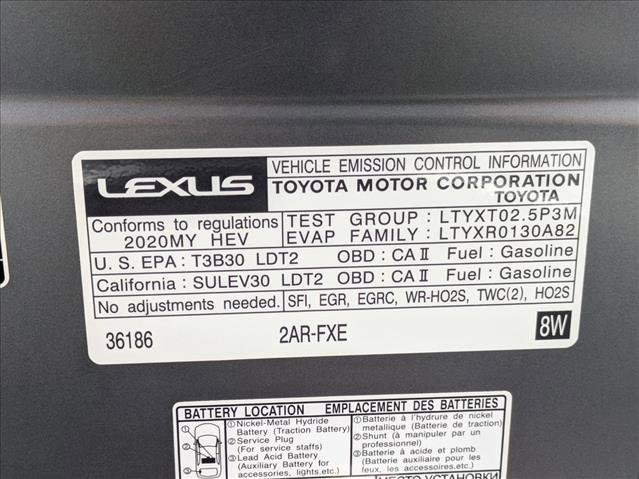 LEXUS
VEHICLE EMISSION CONTROL INFORMATION
TOYOTA MOTOR CORPORATION
TOYOTA
Conforms to regulations
2020MY HEV
TEST GROUP : LTYXT02.5P3M
EVAP FAMILY : LTYXR0130A82
U. S. EPA : T3B30 LDT2 OBD : CA II Fuel : Gasoline
California : SULEV30 LDT2 OBD : CA II Fuel : Gasoline
No adjustments needed. SFI, EGR, EGRC, WR-HO2S, TWC(2), HO2S
36186 2AR-FXE 8W
BATTERY LOCATION EMPLACEMENT DES BATTERIES
①Nickel-Metal Hydride
Battery (Traction Battery)
②Service Plug
(For service staffs)
③Lead Acid Battery
(Auxiliary Battery for
accessories, lights,etc.)
①Batterie à l'hydrure de nickel
metallique (Batterie de traction)
②Shunt (à manipuler par un
professionnel)
③Batterie à acide et plomb
(Batterie auxiliaire pour les
feux, les accessoires,etc.)
МЕСТО УСТАНОВКИ